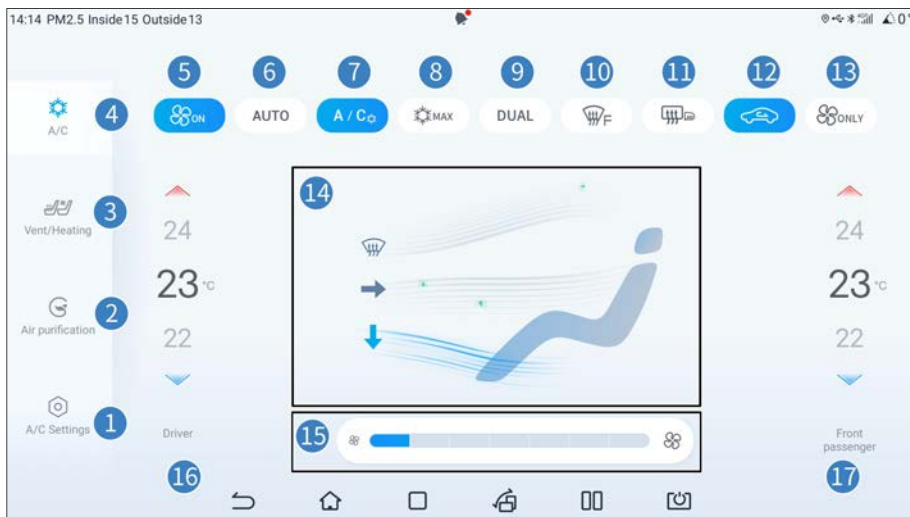 14:14 PM2.5 Inside15 Outside13
0°
5 6 7 8 9 10 11 12 13
ON AUTO A/C MAX DUAL F ONLY
4
A/C
14
3
Vent/Heating
24 24
23 °C 23 °C
2
Air purification
22 22
1
A/C Settings
Driver
15
Front
passenger
16 17